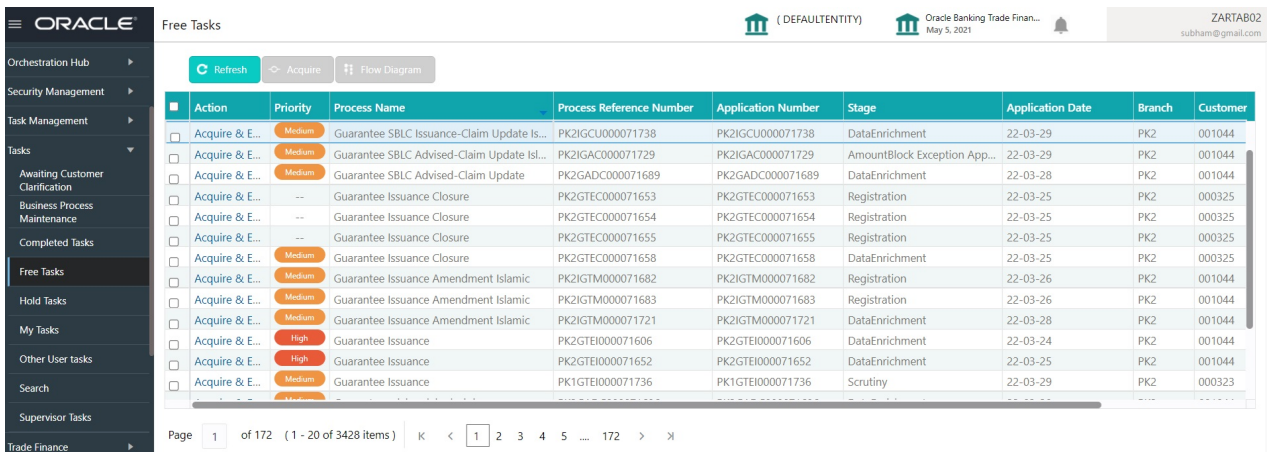 ORACLE
Free Tasks
( DEFAULTENTITY)
Oracle Banking Trade Finan...
May 5, 2021
ZARTAB02
subham@gmail.com
Orchestration Hub
Security Management
Task Management
Tasks
Awaiting Customer
Clarification
Business Process
Maintenance
Completed Tasks
Free Tasks
Hold Tasks
My Tasks
Other User tasks
Search
Supervisor Tasks
Trade Finance
Refresh Acquire Flow Diagram
Action Priority Process Name Process Reference Number Application Number Stage Application Date Branch Customer
Acquire & E... Medium Guarantee SBLC Issuance-Claim Update Is... PK2IGCU000071738 PK2IGCU000071738 DataEnrichment 22-03-29 PK2 001044
Acquire & E... Medium Guarantee SBLC Advised-Claim Update Isl... PK2IGAC000071729 PK2IGAC000071729 AmountBlock Exception App... 22-03-29 PK2 001044
Acquire & E... Medium Guarantee SBLC Advised-Claim Update PK2GADC000071689 PK2GADC000071689 DataEnrichment 22-03-28 PK2 001044
Acquire & E... -- Guarantee Issuance Closure PK2GTEC000071653 PK2GTEC000071653 Registration 22-03-25 PK2 000325
Acquire & E... -- Guarantee Issuance Closure PK2GTEC000071654 PK2GTEC000071654 Registration 22-03-25 PK2 000325
Acquire & E... -- Guarantee Issuance Closure PK2GTEC000071655 PK2GTEC000071655 Registration 22-03-25 PK2 000325
Acquire & E... Medium Guarantee Issuance Closure PK2GTEC000071658 PK2GTEC000071658 DataEnrichment 22-03-25 PK2 000325
Acquire & E... Medium Guarantee Issuance Amendment Islamic PK2IGTM000071682 PK2IGTM000071682 Registration 22-03-26 PK2 001044
Acquire & E... Medium Guarantee Issuance Amendment Islamic PK2IGTM000071683 PK2IGTM000071683 Registration 22-03-26 PK2 001044
Acquire & E... Medium Guarantee Issuance Amendment Islamic PK2IGTM000071721 PK2IGTM000071721 DataEnrichment 22-03-28 PK2 001044
Acquire & E... High Guarantee Issuance PK2GTEI000071606 PK2GTEI000071606 DataEnrichment 22-03-24 PK2 001044
Acquire & E... High Guarantee Issuance PK2GTEI000071652 PK2GTEI000071652 DataEnrichment 22-03-25 PK2 001044
Acquire & E... Medium Guarantee Issuance PK1GTEI000071736 PK1GTEI000071736 Scrutiny 22-03-29 PK2 000323
Page 1 of 172 (1 - 20 of 3428 items) K < 1 2 3 4 5 .... 172 > >|